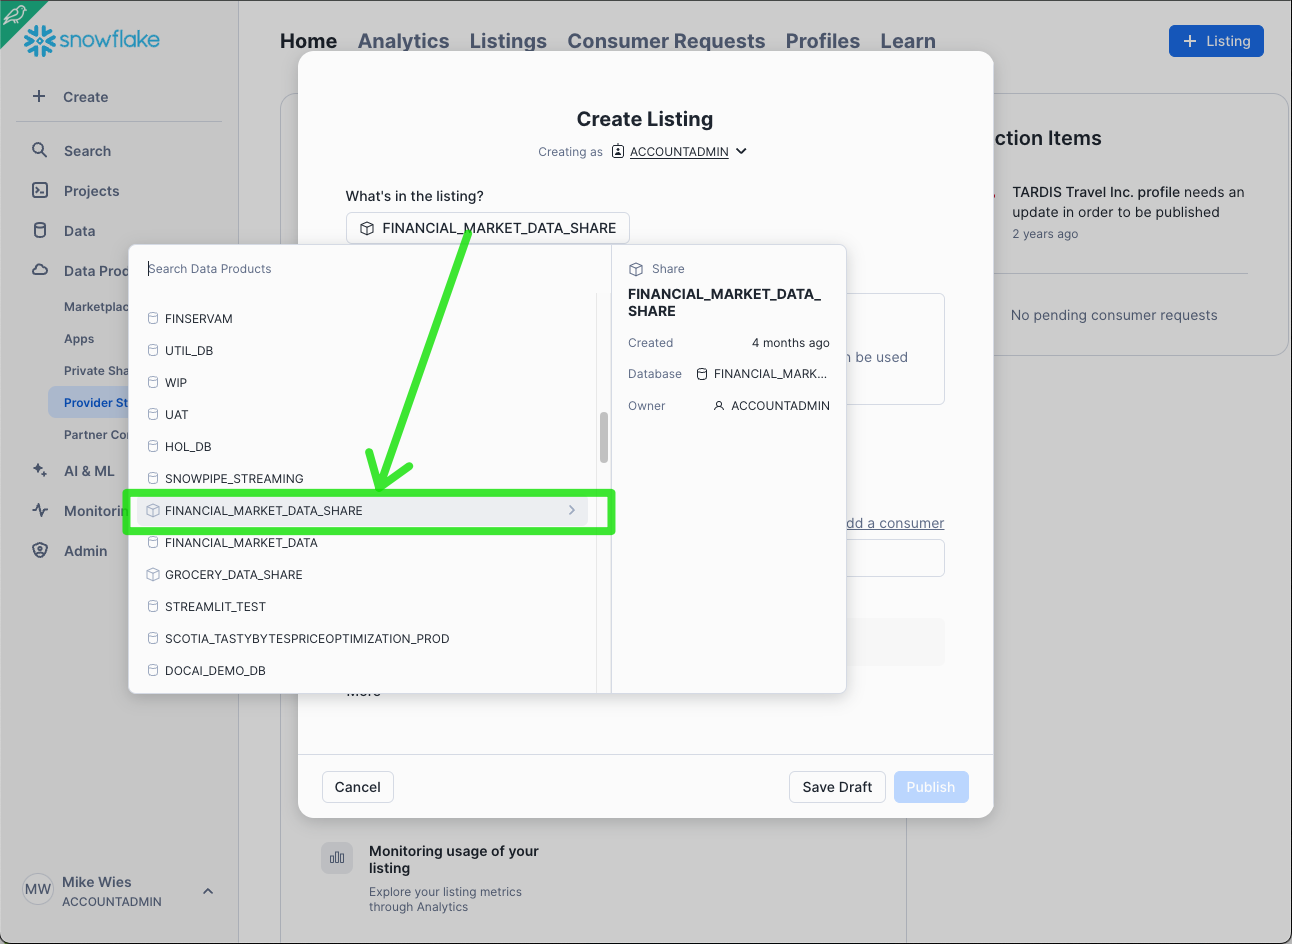 snowflake
Home Analytics Listings Consumer Requests Profiles Learn
+ Listing
Create
Search
Projects
Data
Data Prod
Marketplac
Apps
Private Sha
Provider St
Partner Co
AI & ML
Monitorin
Admin
Create Listing
Creating as ACCOUNTADMIN
What's in the listing?
FINANCIAL_MARKET_DATA_SHARE
Search Data Products
FINSERVAM
UTIL_DB
WIP
UAT
HOL_DB
SNOWPIPE_STREAMING
FINANCIAL_MARKET_DATA_SHARE
FINANCIAL_MARKET_DATA
GROCERY_DATA_SHARE
STREAMLIT_TEST
SCOTIA_TASTYBYTESPRICEOPTIMIZATION_PROD
DOCAI_DEMO_DB
Share
FINANCIAL_MARKET_DATA_
SHARE
Created 4 months ago
Database FINANCIAL_MARK...
Owner ACCOUNTADMIN
n be used
dd a consumer
More
Cancel
Save Draft
Publish
ction Items
TARDIS Travel Inc. profile needs an
update in order to be published
2 years ago
No pending consumer requests
Monitoring usage of your
listing
Explore your listing metrics
through Analytics
MW
Mike Wies
ACCOUNTADMIN